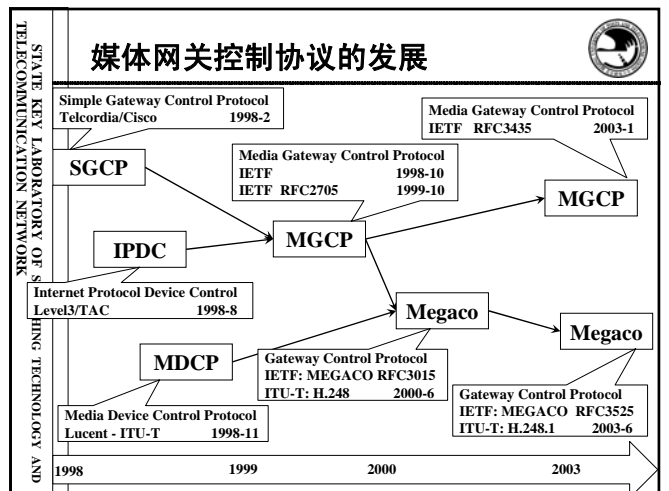 媒体网关控制协议的发展
STATE KEY LABORATORY OF S
HING TECHNOLOGY AND
TELECOMMUNICATION NETWORK
Simple Gateway Control Protocol
Telcordia/Cisco 1998-2
SGCP
Media Gateway Control Protocol
IETF 1998-10
IETF RFC2705 1999-10
Media Gateway Control Protocol
IETF RFC3435 2003-1
MGCP
IPDC
MGCP
Internet Protocol Device Control
Level3/TAC 1998-8
Megaco
Megaco
MDCP
Gateway Control Protocol
IETF: MEGACO RFC3015
ITU-T: H.248 2000-6
Gateway Control Protocol
IETF: MEGACO RFC3525
ITU-T: H.248.1 2003-6
Media Device Control Protocol
Lucent - ITU-T 1998-11
1998 1999 2000 2003